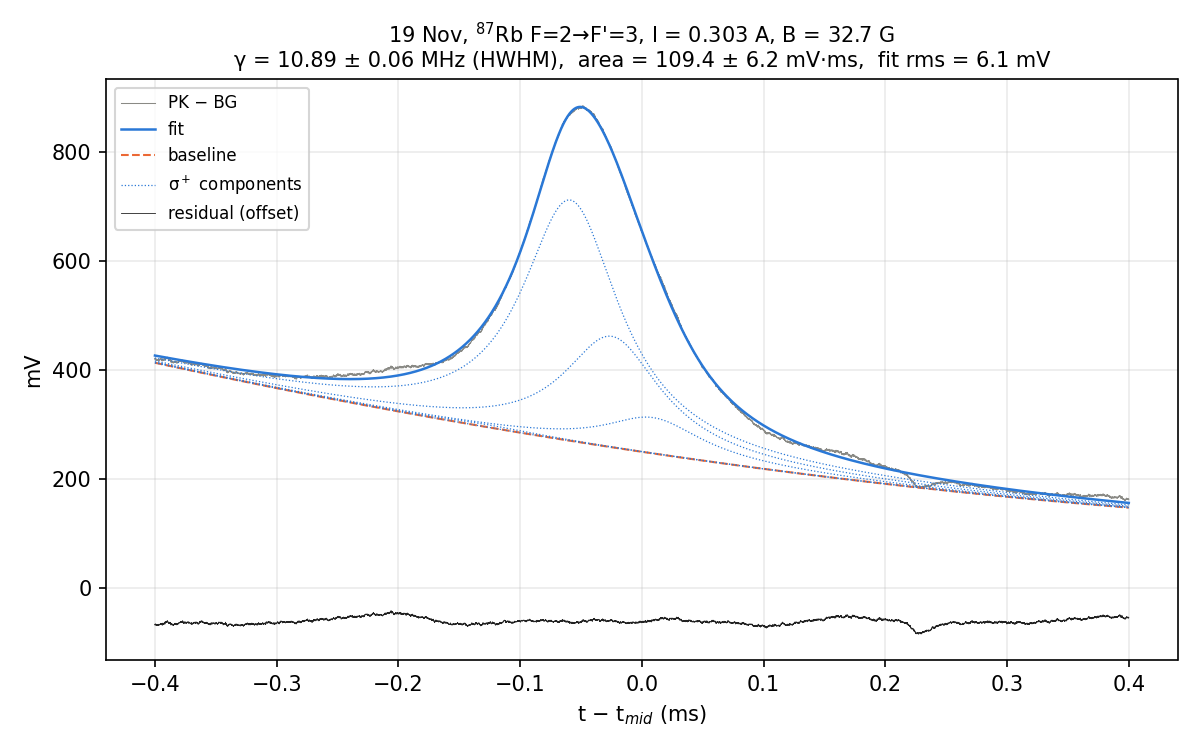 19 Nov, ⁸⁷Rb F=2→F'=3, I = 0.303 A, B = 32.7 G
γ = 10.89 ± 0.06 MHz (HWHM), area = 109.4 ± 6.2 mV·ms, fit rms = 6.1 mV
PK − BG
fit
baseline
σ⁺ components
residual (offset)
800
600
400
200
0
mV
−0.4 −0.3 −0.2 −0.1 0.0 0.1 0.2 0.3 0.4
t − t_mid (ms)